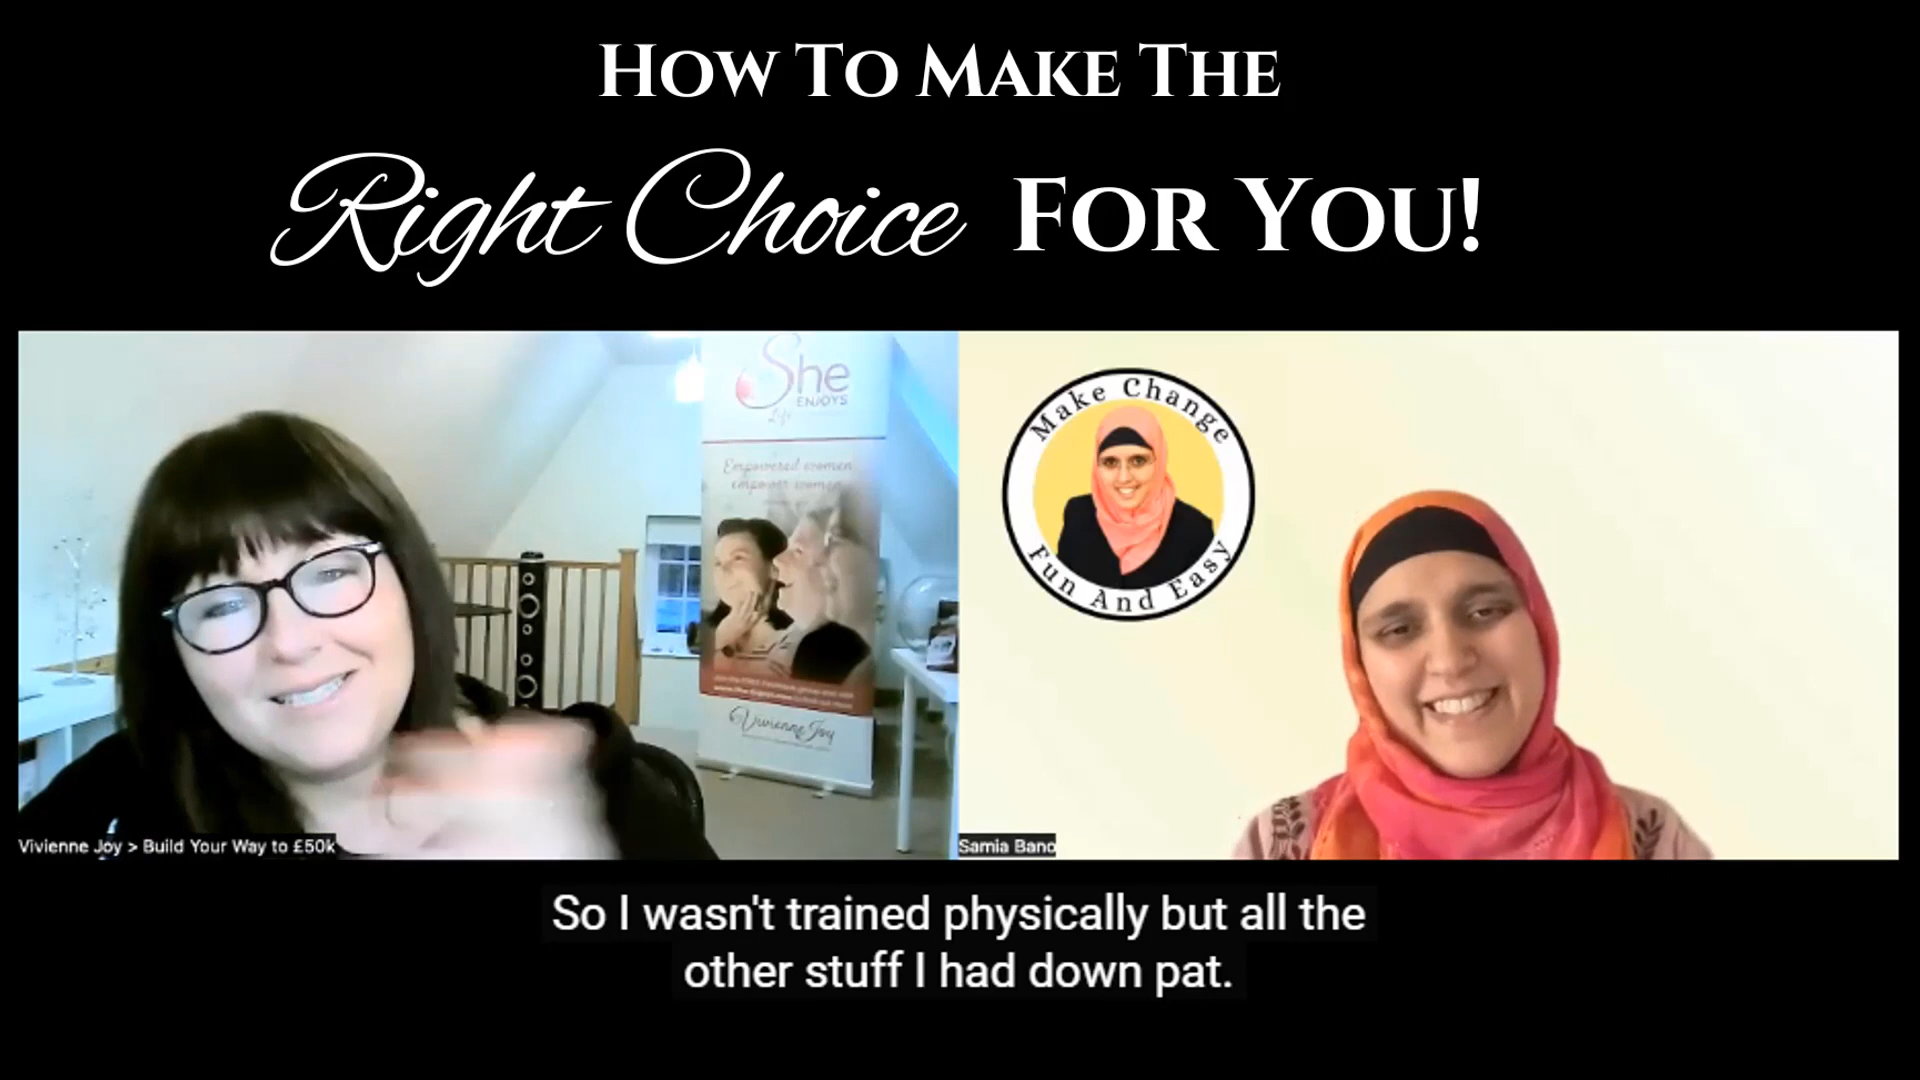 HOW TO MAKE THE
Right Choice FOR YOU!
She
ENJOYS
Life
Empowered women
empower women
Vivienne Joy
Make Change
Fun And Easy
Vivienne Joy > Build Your Way to £50k
Samia Bano
So I wasn't trained physically but all the
other stuff I had down pat.